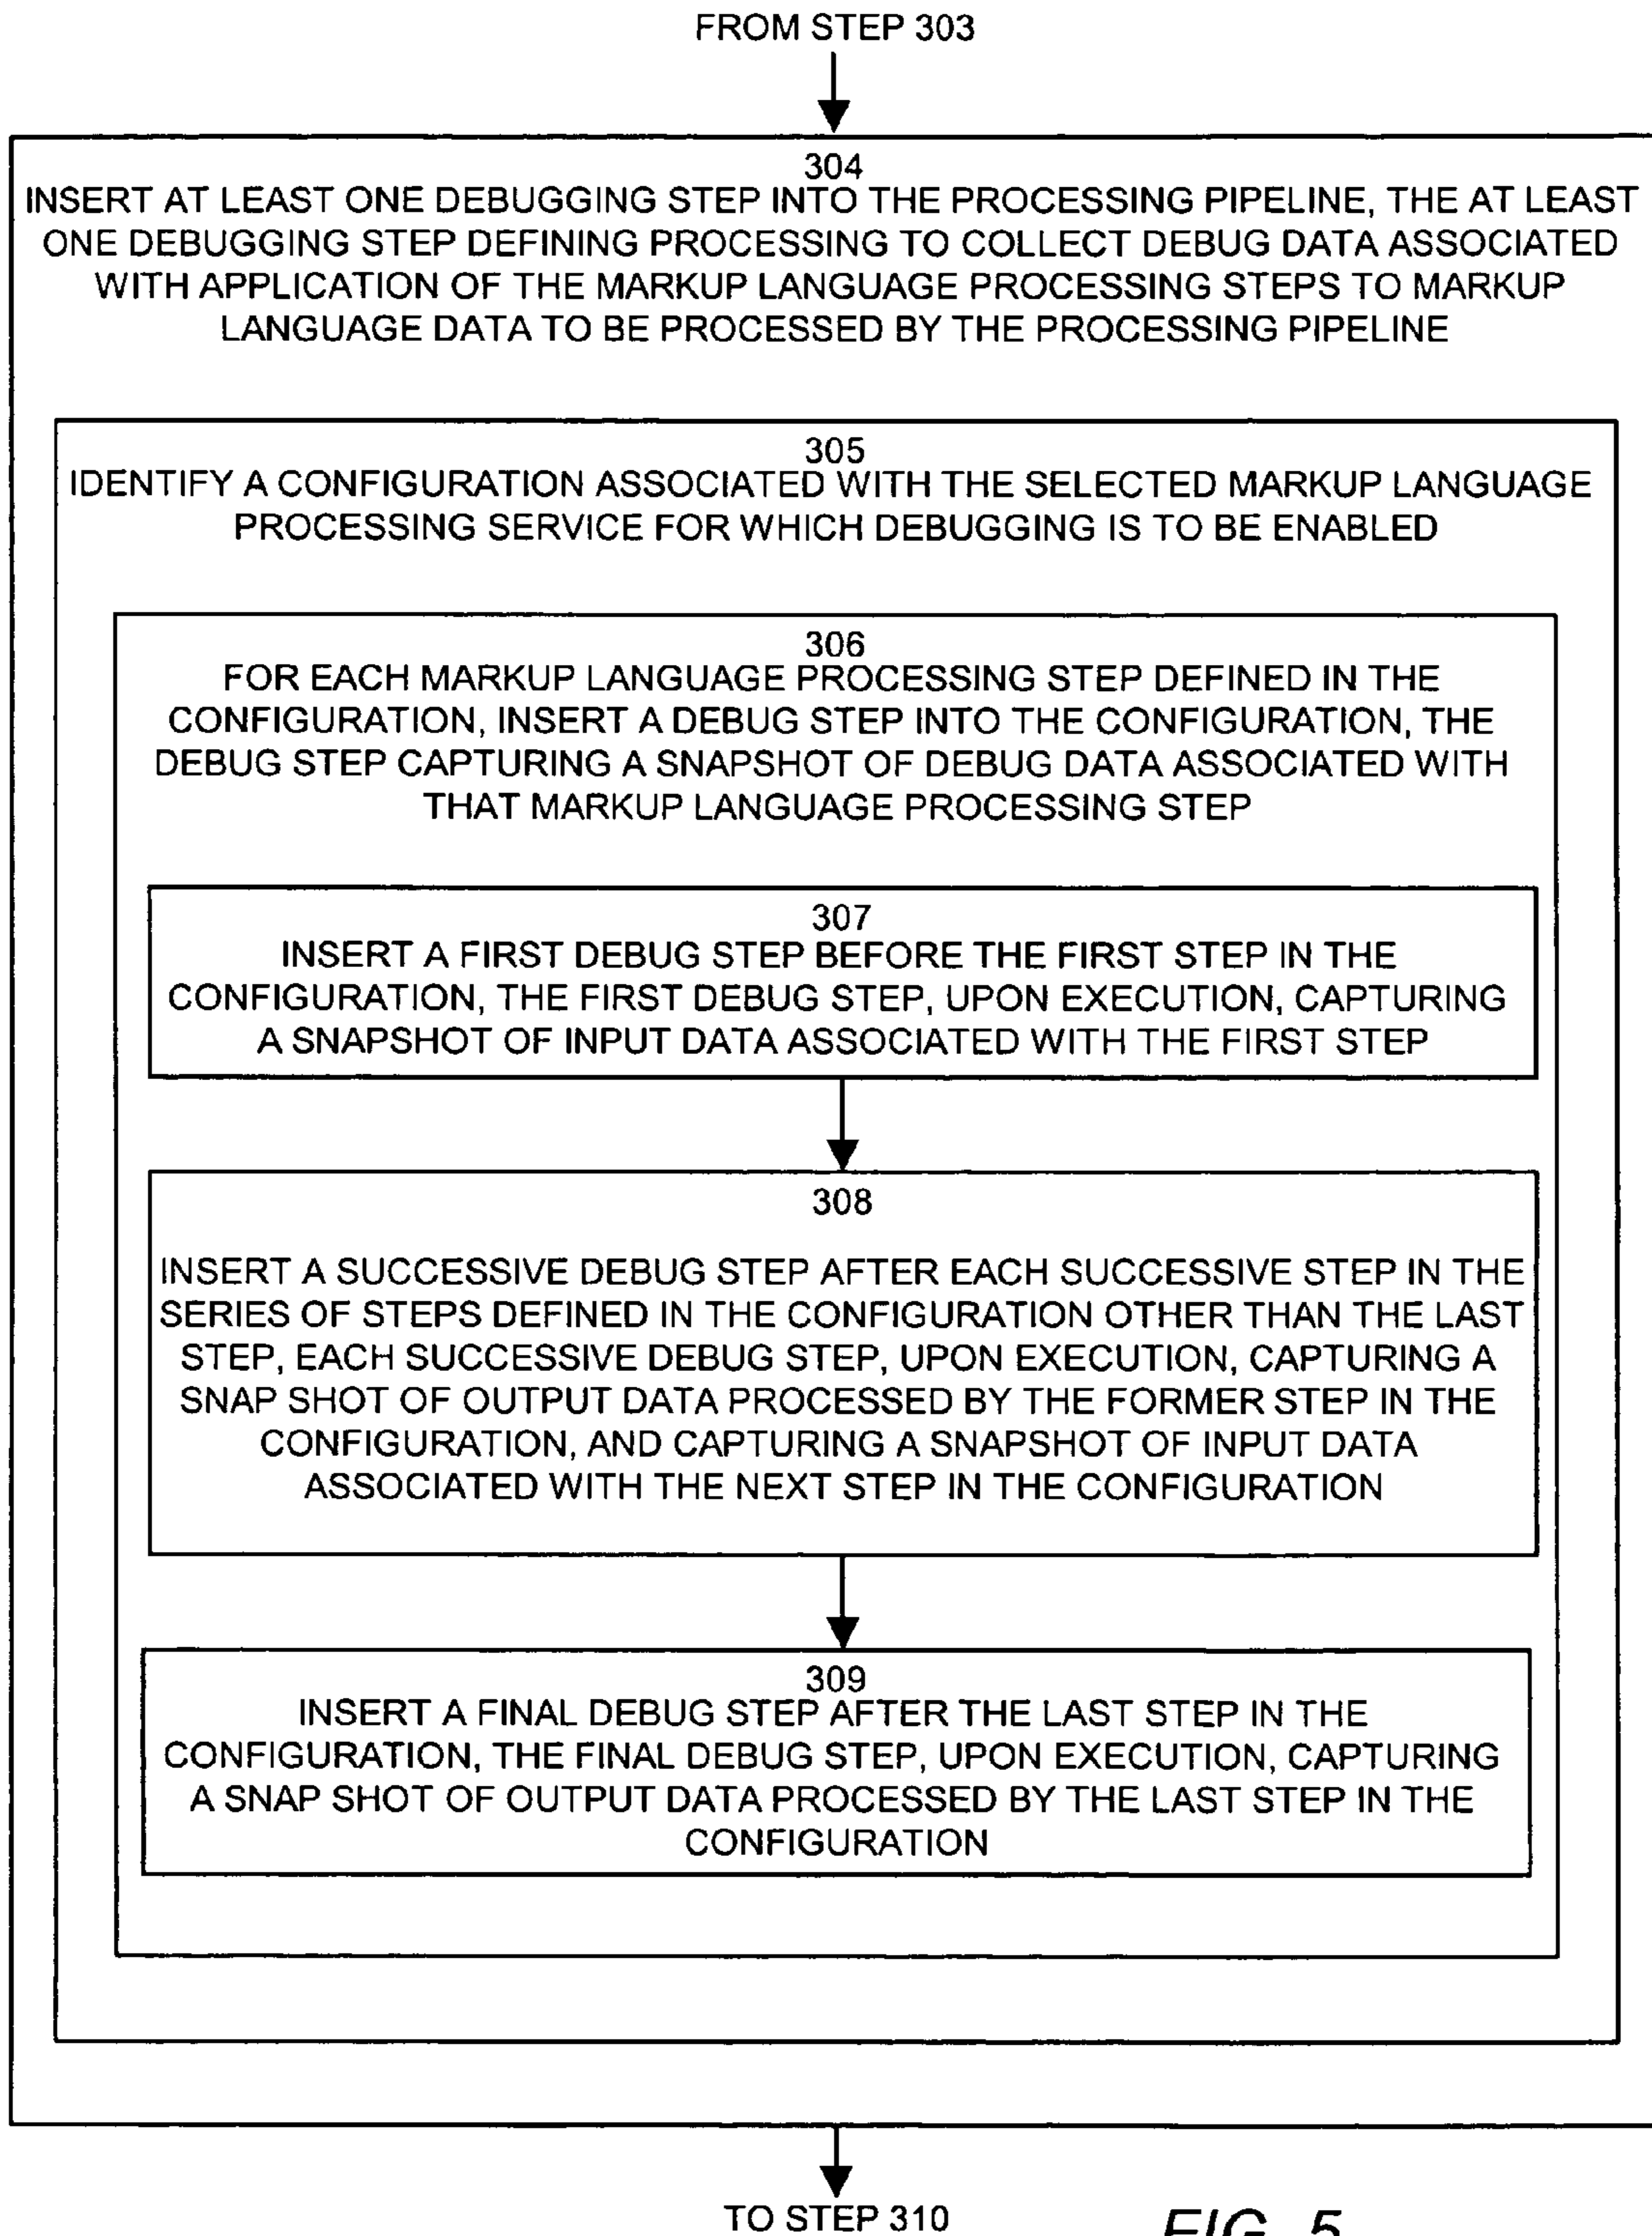 FROM STEP 303
304
INSERT AT LEAST ONE DEBUGGING STEP INTO THE PROCESSING PIPELINE, THE AT LEAST
ONE DEBUGGING STEP DEFINING PROCESSING TO COLLECT DEBUG DATA ASSOCIATED
WITH APPLICATION OF THE MARKUP LANGUAGE PROCESSING STEPS TO MARKUP
LANGUAGE DATA TO BE PROCESSED BY THE PROCESSING PIPELINE
305
IDENTIFY A CONFIGURATION ASSOCIATED WITH THE SELECTED MARKUP LANGUAGE
PROCESSING SERVICE FOR WHICH DEBUGGING IS TO BE ENABLED
306
FOR EACH MARKUP LANGUAGE PROCESSING STEP DEFINED IN THE
CONFIGURATION, INSERT A DEBUG STEP INTO THE CONFIGURATION, THE
DEBUG STEP CAPTURING A SNAPSHOT OF DEBUG DATA ASSOCIATED WITH
THAT MARKUP LANGUAGE PROCESSING STEP
307
INSERT A FIRST DEBUG STEP BEFORE THE FIRST STEP IN THE
CONFIGURATION, THE FIRST DEBUG STEP, UPON EXECUTION, CAPTURING
A SNAPSHOT OF INPUT DATA ASSOCIATED WITH THE FIRST STEP
308
INSERT A SUCCESSIVE DEBUG STEP AFTER EACH SUCCESSIVE STEP IN THE
SERIES OF STEPS DEFINED IN THE CONFIGURATION OTHER THAN THE LAST
STEP, EACH SUCCESSIVE DEBUG STEP, UPON EXECUTION, CAPTURING A
SNAP SHOT OF OUTPUT DATA PROCESSED BY THE FORMER STEP IN THE
CONFIGURATION, AND CAPTURING A SNAPSHOT OF INPUT DATA
ASSOCIATED WITH THE NEXT STEP IN THE CONFIGURATION
309
INSERT A FINAL DEBUG STEP AFTER THE LAST STEP IN THE
CONFIGURATION, THE FINAL DEBUG STEP, UPON EXECUTION, CAPTURING
A SNAP SHOT OF OUTPUT DATA PROCESSED BY THE LAST STEP IN THE
CONFIGURATION
TO STEP 310
FIG. 5